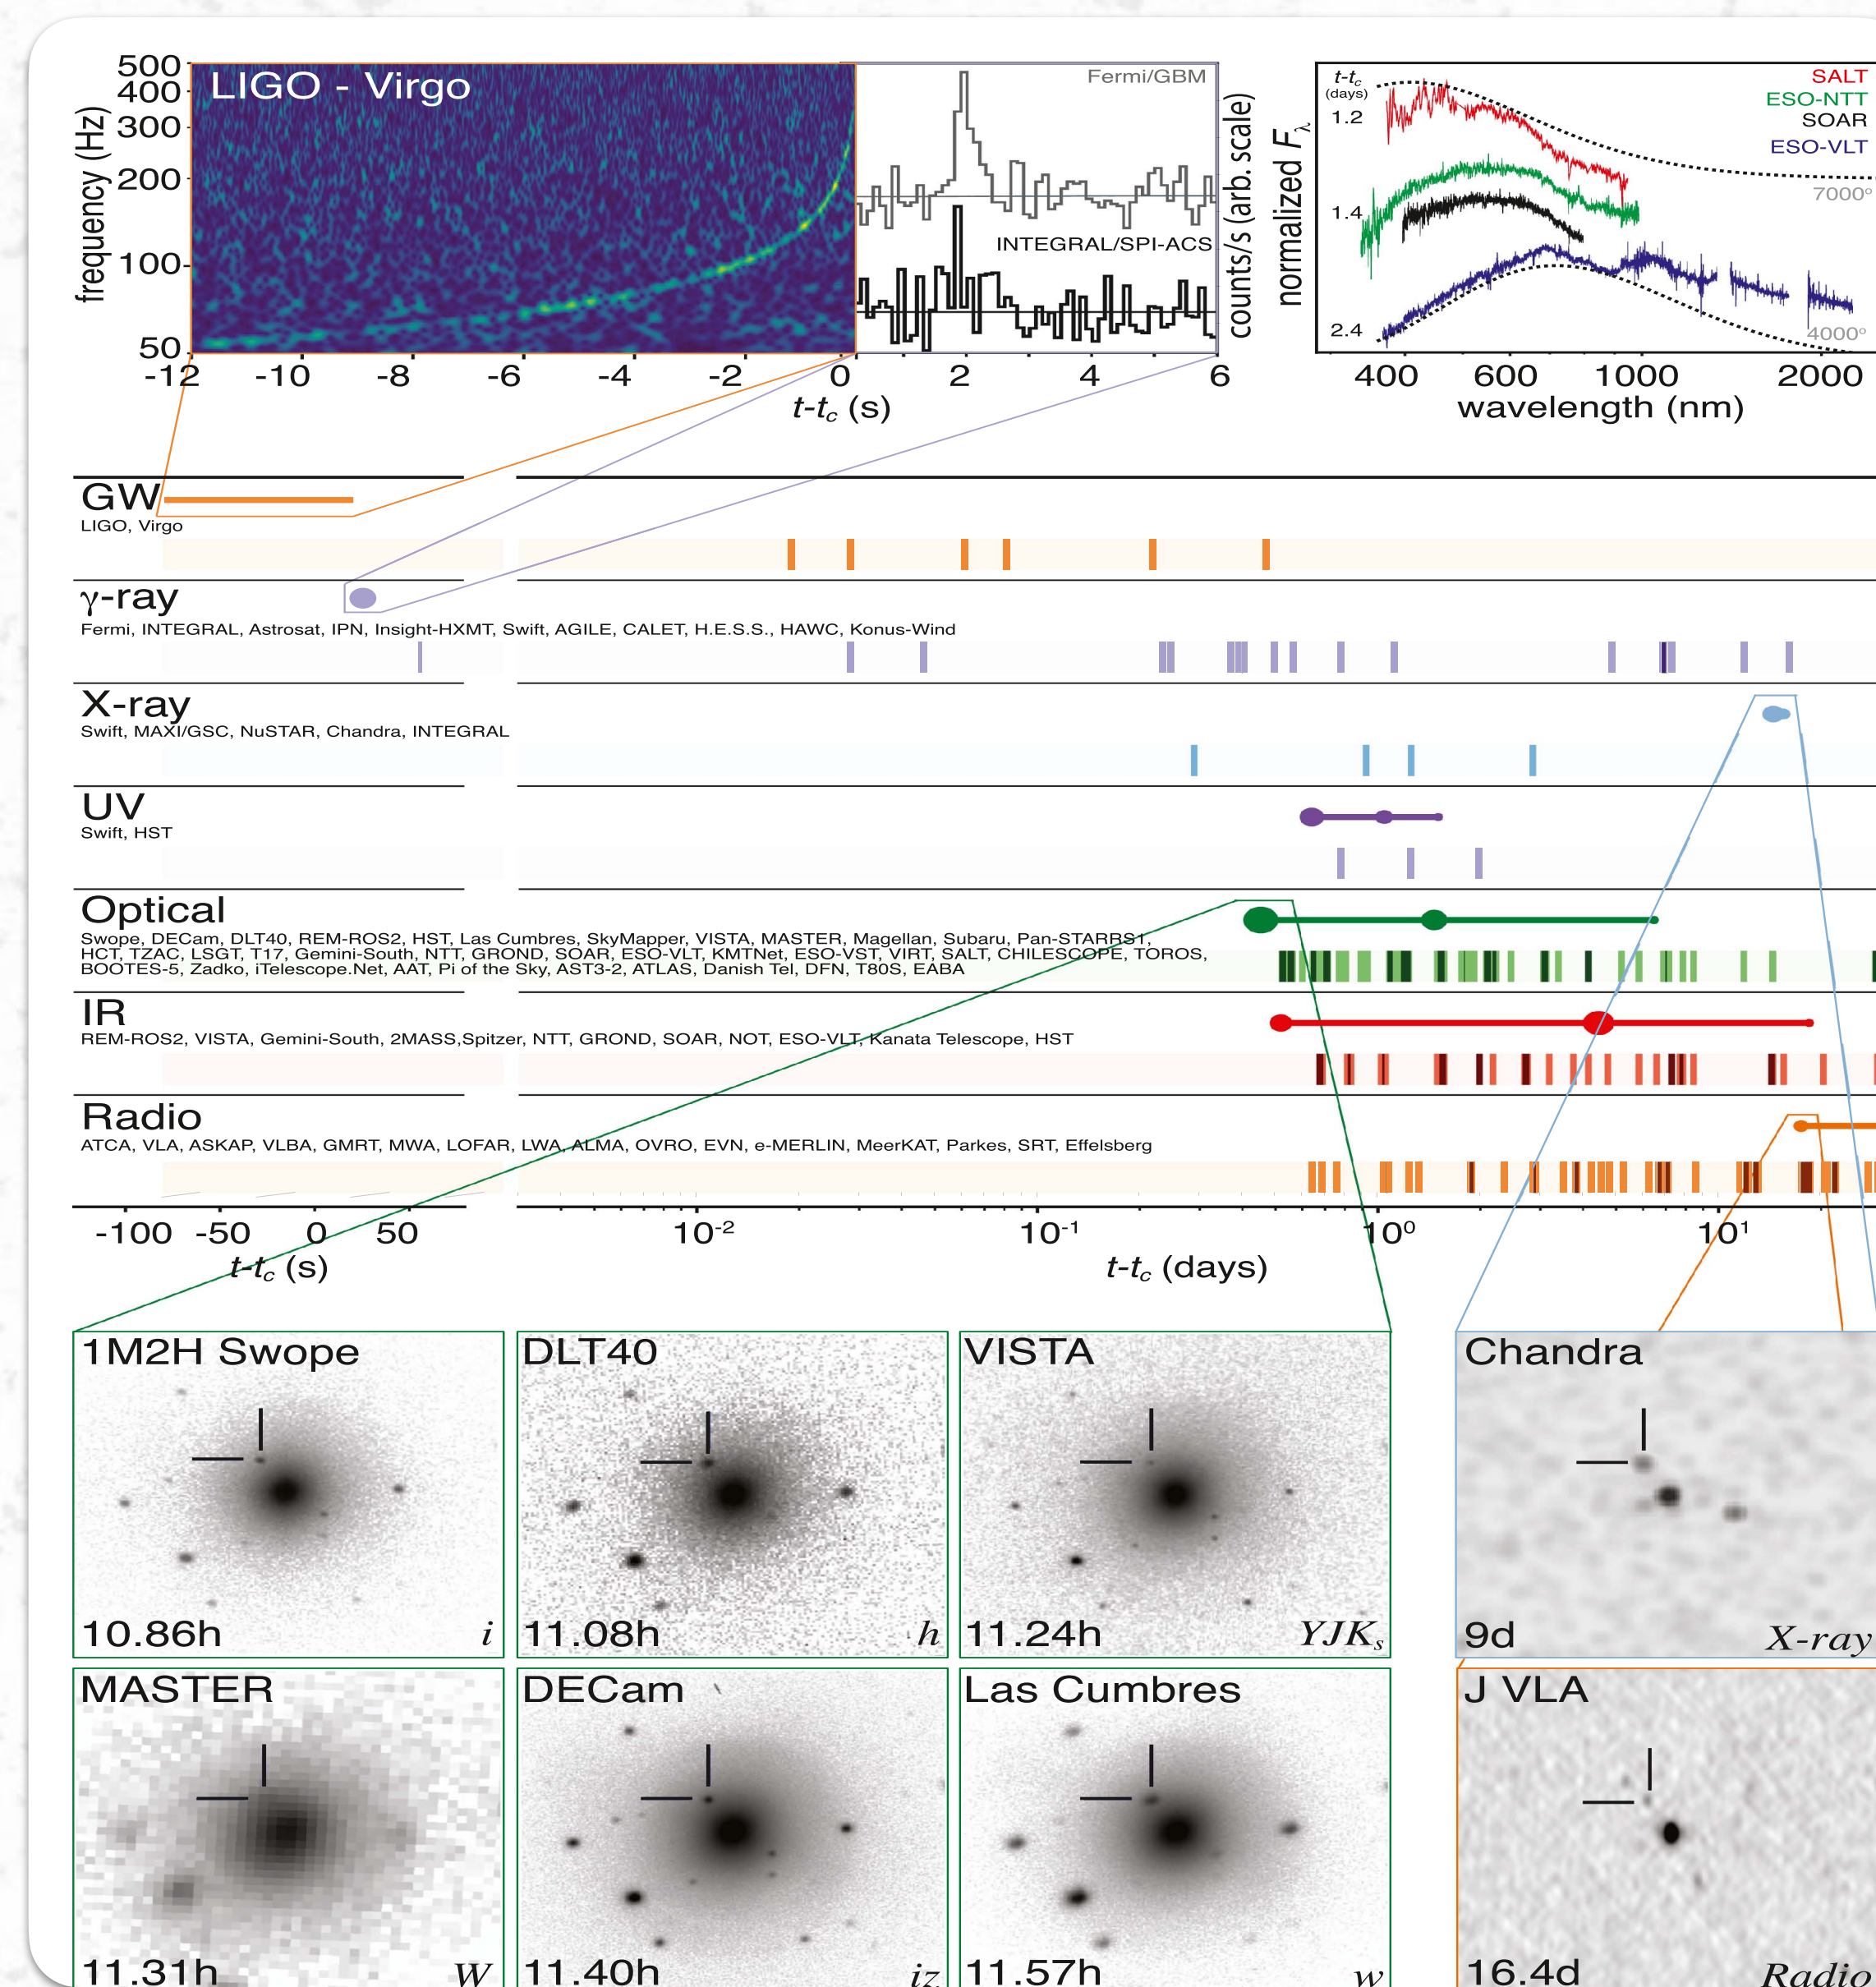 LIGO - Virgo
500
400
300
200
100
50
frequency (Hz)
-12 -10 -8 -6 -4 -2 0 2 4 6
t-tc (s)
Fermi/GBM
INTEGRAL/SPI-ACS
counts/s (arb. scale)
normalized Fλ
t-tc
(days)
1.2
1.4
2.4
SALT
ESO-NTT
SOAR
ESO-VLT
7000°
4000°
400 600 1000 2000
wavelength (nm)
GW
LIGO, Virgo
γ-ray
Fermi, INTEGRAL, Astrosat, IPN, Insight-HXMT, Swift, AGILE, CALET, H.E.S.S., HAWC, Konus-Wind
X-ray
Swift, MAXI/GSC, NuSTAR, Chandra, INTEGRAL
UV
Swift, HST
Optical
Swope, DECam, DLT40, REM-ROS2, HST, Las Cumbres, SkyMapper, VISTA, MASTER, Magellan, Subaru, Pan-STARRS1,
HCT, TZAC, LSGT, T17, Gemini-South, NTT, GROND, SOAR, ESO-VLT, KMTNet, ESO-VST, VIRT, SALT, CHILESCOPE, TOROS,
BOOTES-5, Zadko, iTelescope.Net, AAT, Pi of the Sky, AST3-2, ATLAS, Danish Tel, DFN, T80S, EABA
IR
REM-ROS2, VISTA, Gemini-South, 2MASS,Spitzer, NTT, GROND, SOAR, NOT, ESO-VLT, Kanata Telescope, HST
Radio
ATCA, VLA, ASKAP, VLBA, GMRT, MWA, LOFAR, LWA, ALMA, OVRO, EVN, e-MERLIN, MeerKAT, Parkes, SRT, Effelsberg
-100 -50 0 50 10⁻² 10⁻¹ 10⁰ 10¹
t-tc (s) t-tc (days)
1M2H Swope
10.86h i
DLT40
11.08h h
VISTA
11.24h YJKs
Chandra
9d X-ray
MASTER
11.31h W
DECam
11.40h iz
Las Cumbres
11.57h w
J VLA
16.4d Radio